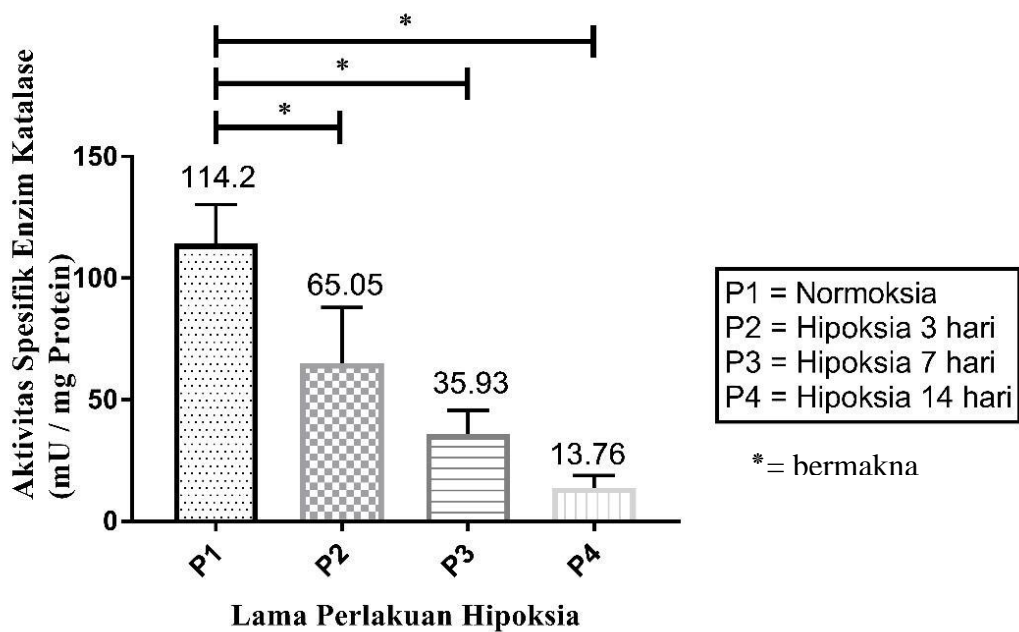 *
*
*
Aktivitas Spesifik Enzim Katalase
(mU / mg Protein)
150
100
50
0
114.2
65.05
35.93
13.76
P1
P2
P3
P4
Lama Perlakuan Hipoksia
P1 = Normoksia
P2 = Hipoksia 3 hari
P3 = Hipoksia 7 hari
P4 = Hipoksia 14 hari
*= bermakna